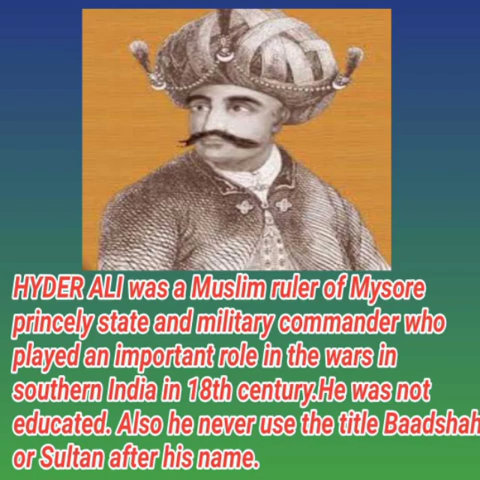 HYDER ALI was a Muslim ruler of Mysore
princely state and military commander who
played an important role in the wars in
southern India in 18th century.He was not
educated. Also he never use the title Baadshah
or Sultan after his name.